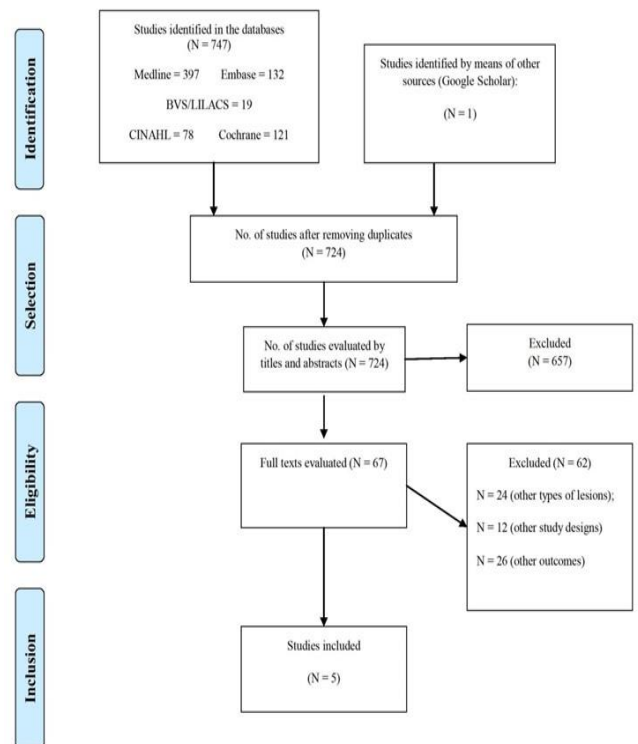 Identification
Studies identified in the databases
(N = 747)
Medline = 397 Embase = 132
BVS/LILACS = 19
CINAHL = 78 Cochrane = 121
Studies identified by means of other
sources (Google Scholar):
(N = 1)
Selection
No. of studies after removing duplicates
(N = 724)
No. of studies evaluated by
titles and abstracts (N = 724)
Excluded
(N = 657)
Eligibility
Full texts evaluated (N = 67)
Excluded (N = 62)
N = 24 (other types of lesions);
N = 12 (other study designs)
N = 26 (other outcomes)
Inclusion
Studies included
(N = 5)